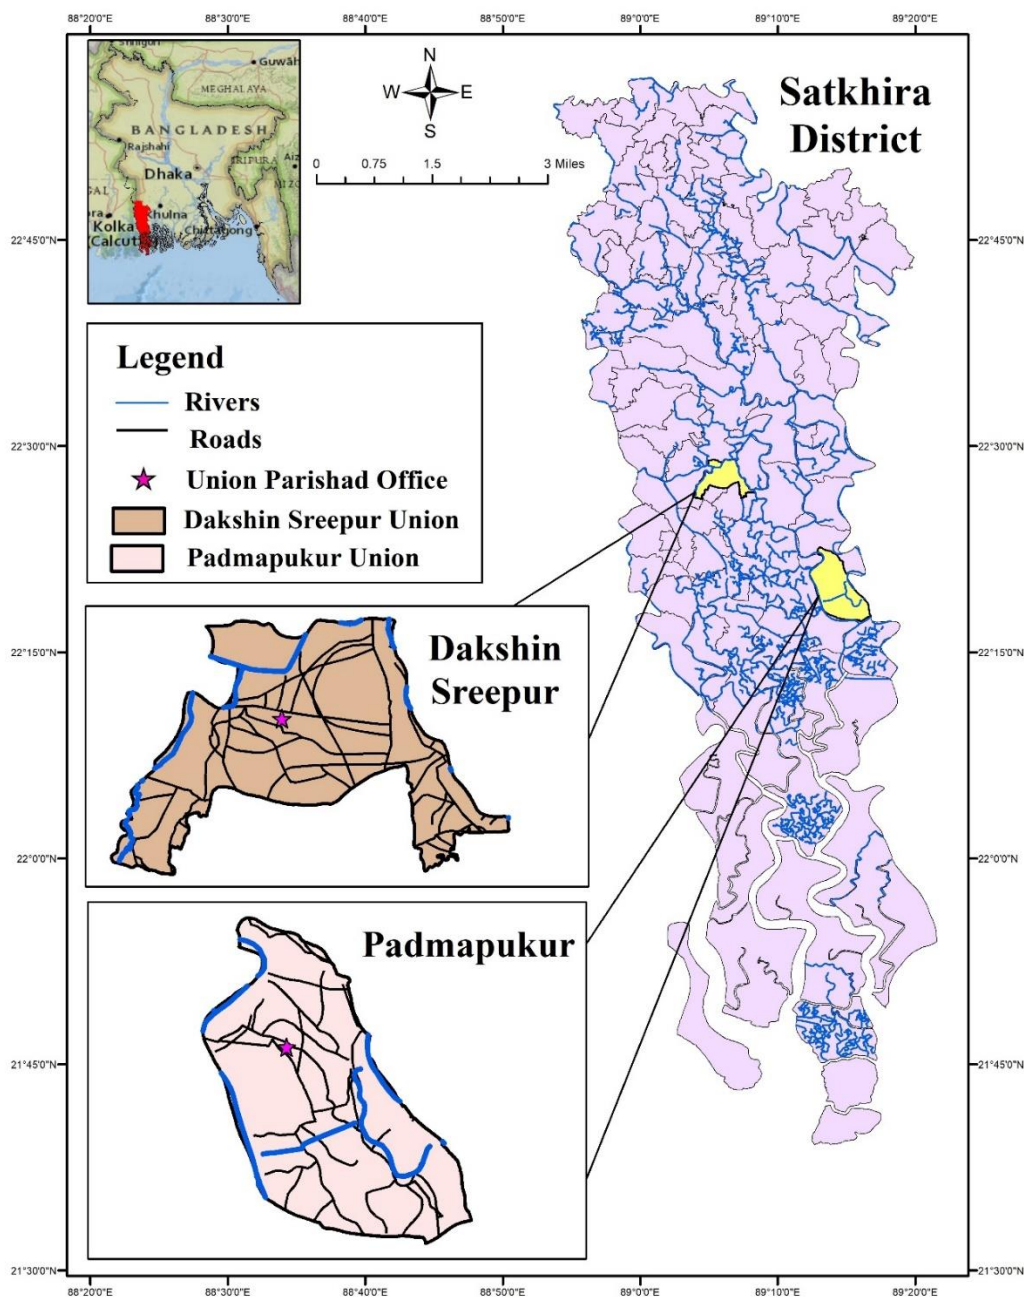 88°20'0"E 88°30'0"E 88°40'0"E 88°50'0"E 89°0'0"E 89°10'0"E 89°20'0"E
Guwāh
MEGHALAYA
BANGLADESH
Rajshahi
TRIPURA
Aiz
Dhaka
MIZO
GAL
Khulna
ora
Kolka
(Calcut
Chittagong
N
W E
S
0 0.75 1.5 3 Miles
Satkhira
District
22°45'0"N 22°45'0"N
Legend
Rivers
Roads
Union Parishad Office
Dakshin Sreepur Union
Padmapukur Union
22°30'0"N 22°30'0"N
Dakshin
Sreepur
22°15'0"N 22°15'0"N
22°0'0"N 22°0'0"N
Padmapukur
21°45'0"N 21°45'0"N
21°30'0"N 21°30'0"N
88°20'0"E 88°30'0"E 88°40'0"E 88°50'0"E 89°0'0"E 89°10'0"E 89°20'0"E